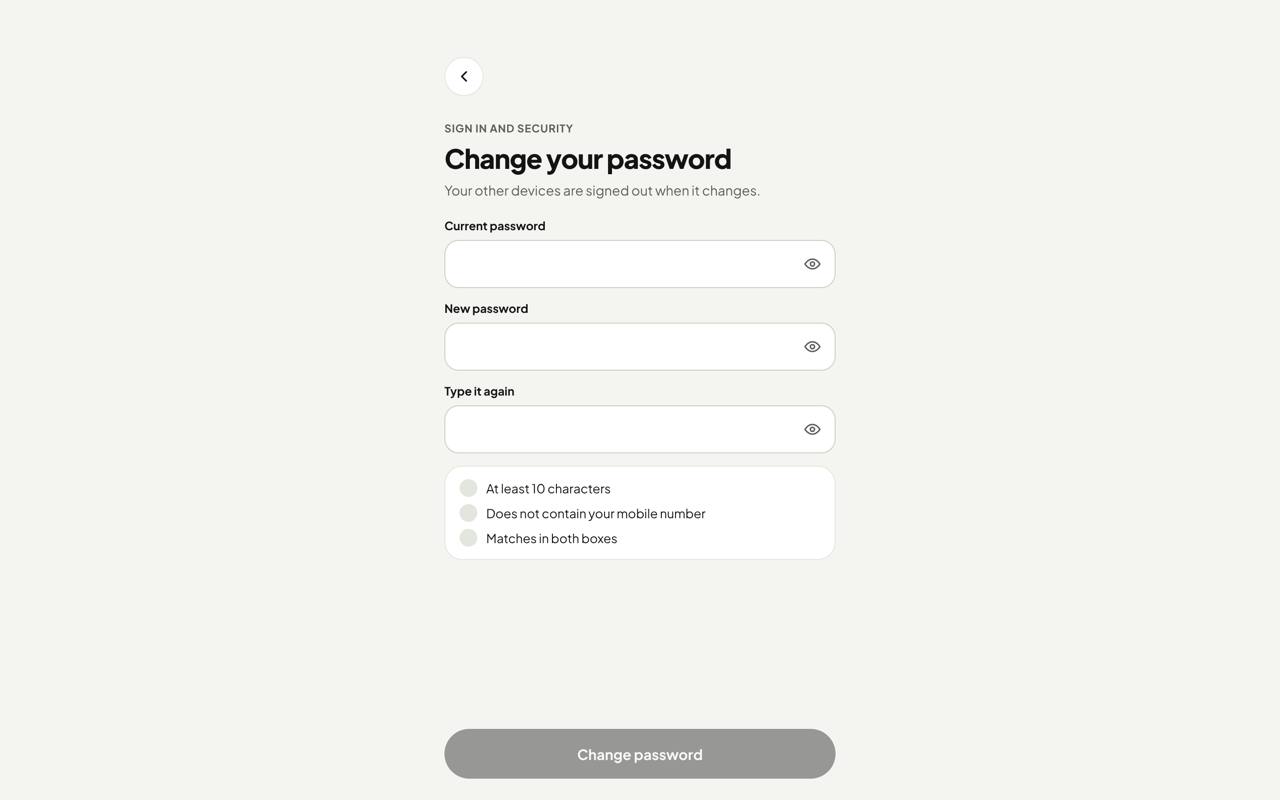 SIGN IN AND SECURITY
Change your password
Your other devices are signed out when it changes.
Current password
New password
Type it again
At least 10 characters
Does not contain your mobile number
Matches in both boxes
Change password